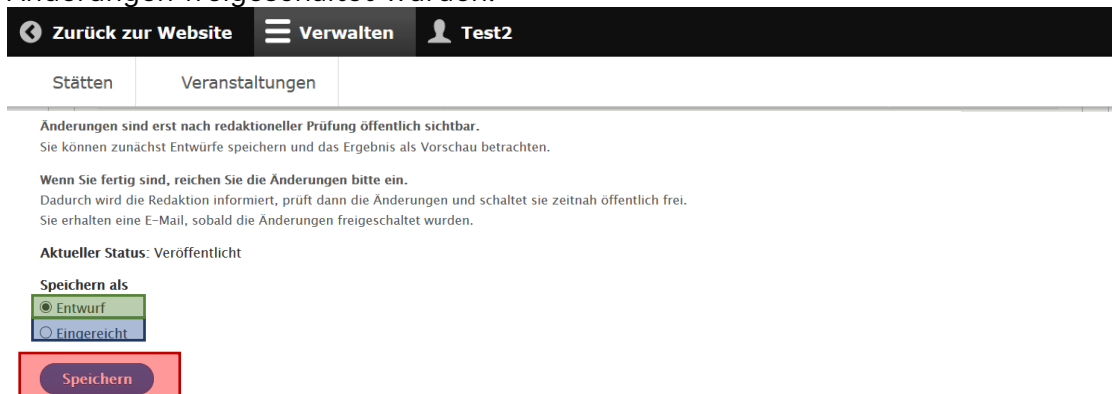 Änderungen freigeschaltet wurden.
Zurück zur Website Verwalten Test2
Stätten Veranstaltungen
Änderungen sind erst nach redaktioneller Prüfung öffentlich sichtbar.
Sie können zunächst Entwürfe speichern und das Ergebnis als Vorschau betrachten.
Wenn Sie fertig sind, reichen Sie die Änderungen bitte ein.
Dadurch wird die Redaktion informiert, prüft dann die Änderungen und schaltet sie zeitnah öffentlich frei.
Sie erhalten eine E-Mail, sobald die Änderungen freigeschaltet wurden.
Aktueller Status: Veröffentlicht
Speichern als
Entwurf
Eingereicht
Speichern